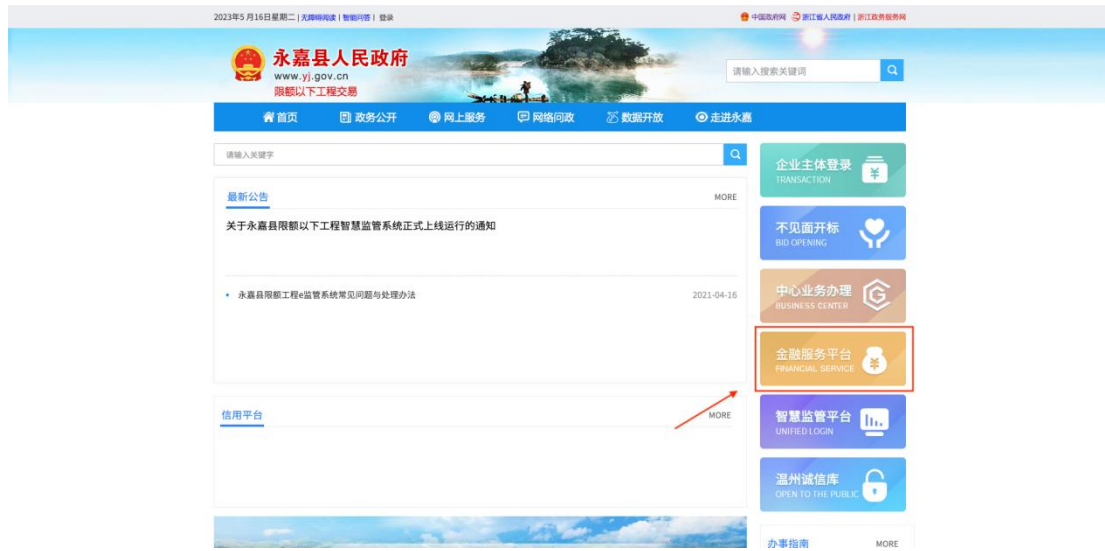 2023年5月16日星期二 | 无障碍阅读 | 智能问答 | 登录
中国政府网 浙江省人民政府 | 浙江政务服务网
永嘉县人民政府
www.yj.gov.cn
限额以下工程交易
请输入搜索关键词
首页 政务公开 网上服务 网络问政 数据开放 走进永嘉
请输入关键字
最新公告 MORE
关于永嘉县限额以下工程智慧监管系统正式上线运行的通知
永嘉县限额工程e监管系统常见问题与处理办法 2021-04-16
信用平台 MORE
企业主体登录
TRANSACTION
不见面开标
BID OPENING
中心业务办理
BUSINESS CENTER
金融服务平台
FINANCIAL SERVICE
智慧监管平台
UNIFIED LOGIN
温州诚信库
OPEN TO THE PUBLIC
办事指南 MORE